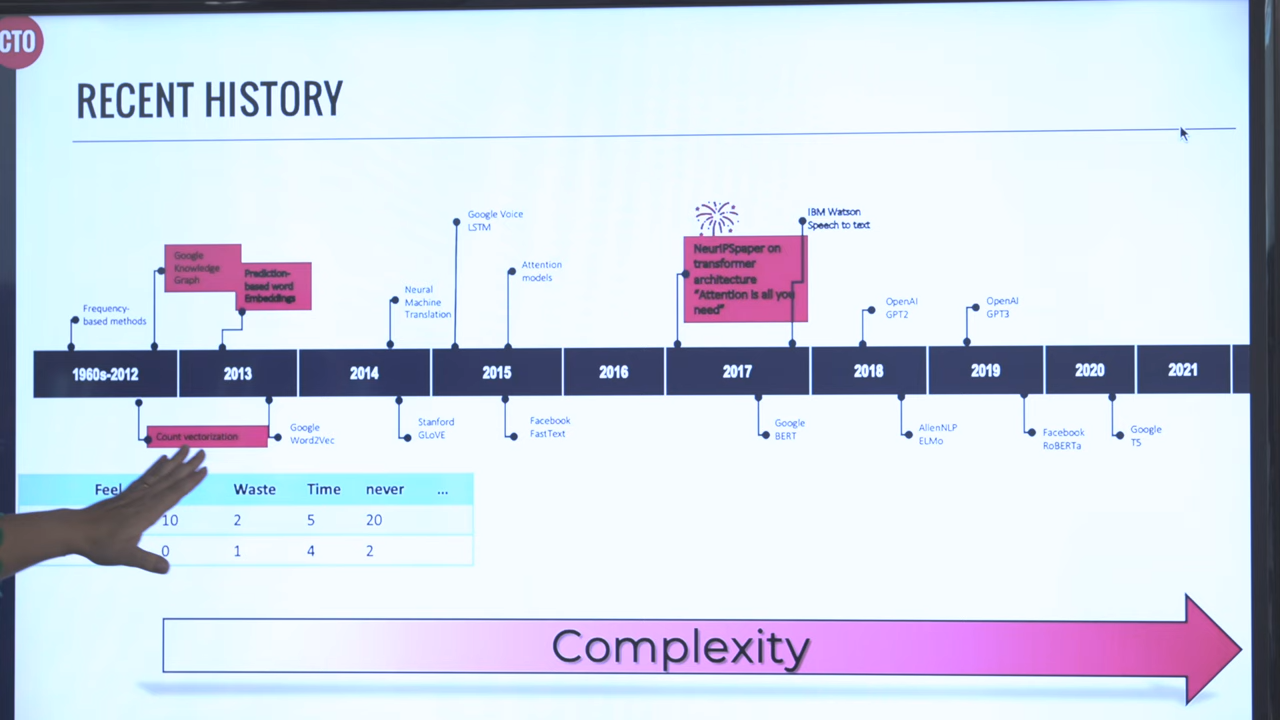 CTO
RECENT HISTORY
Google Voice
LSTM
IBM Watson
Speech to text
Google
Knowledge
Graph
Prediction-
based word
Embeddings
Attention
models
NeurIPSpaper on
transformer
architecture
"Attention is all you
need"
Frequency-
based methods
Neural
Machine
Translation
OpenAI
GPT2
OpenAI
GPT3
1960s-2012 2013 2014 2015 2016 2017 2018 2019 2020 2021
Count vectorization
Google
Word2Vec
Stanford
GLoVE
Facebook
FastText
Google
BERT
AllenNLP
ELMo
Facebook
RoBERTa
Google
T5
Feel Waste Time never ...
10 2 5 20
0 1 4 2
Complexity